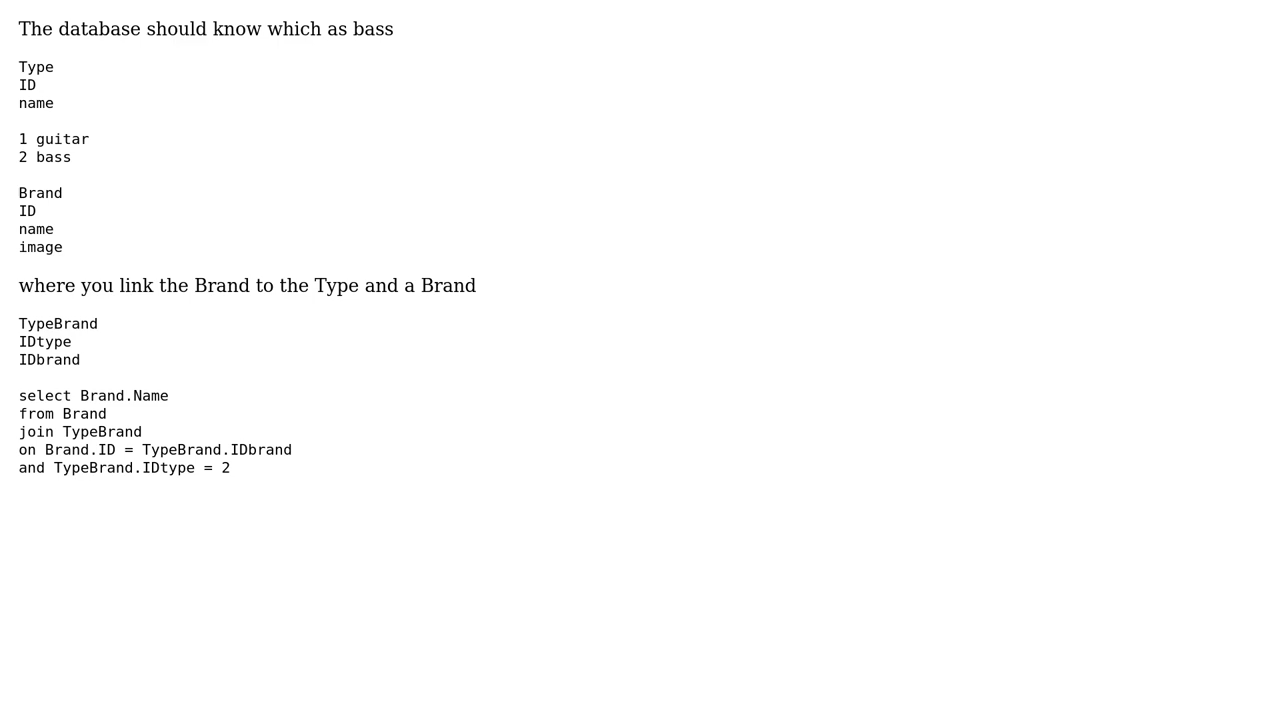 The database should know which as bass
Type
ID
name
1 guitar
2 bass
Brand
ID
name
image
where you link the Brand to the Type and a Brand
TypeBrand
IDtype
IDbrand
select Brand.Name
from Brand
join TypeBrand
on Brand.ID = TypeBrand.IDbrand
and TypeBrand.IDtype = 2